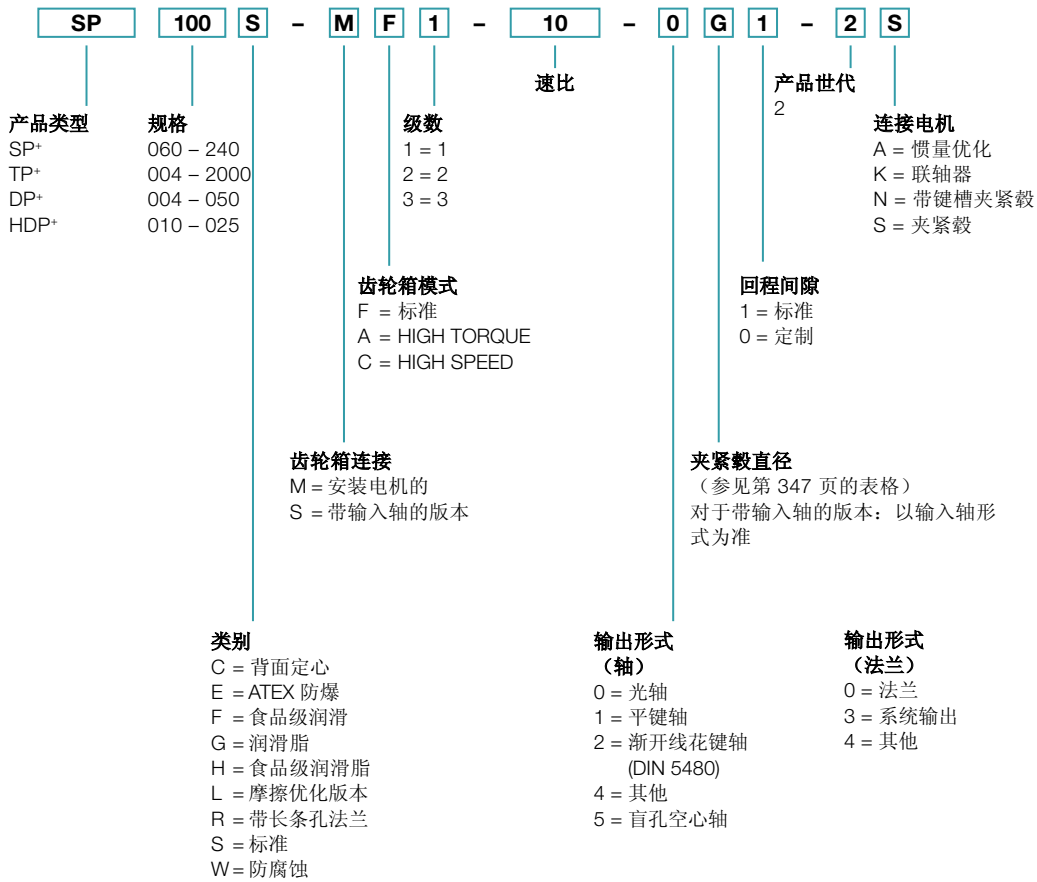 SP 100 S – M F 1 – 10 – 0 G 1 – 2 S
速比
产品世代
2
产品类型
SP+
TP+
DP+
HDP+
规格
060 – 240
004 – 2000
004 – 050
010 – 025
级数
1 = 1
2 = 2
3 = 3
连接电机
A = 惯量优化
K = 联轴器
N = 带键槽夹紧毂
S = 夹紧毂
齿轮箱模式
F = 标准
A = HIGH TORQUE
C = HIGH SPEED
回程间隙
1 = 标准
0 = 定制
齿轮箱连接
M = 安装电机的
S = 带输入轴的版本
夹紧毂直径
（参见第 347 页的表格）
对于带输入轴的版本：以输入轴形
式为准
类别
C = 背面定心
E = ATEX 防爆
F = 食品级润滑
G = 润滑脂
H = 食品级润滑脂
L = 摩擦优化版本
R = 带长条孔法兰
S = 标准
W = 防腐蚀
输出形式
（轴）
0 = 光轴
1 = 平键轴
2 = 渐开线花键轴
(DIN 5480)
4 = 其他
5 = 盲孔空心轴
输出形式
（法兰）
0 = 法兰
3 = 系统输出
4 = 其他